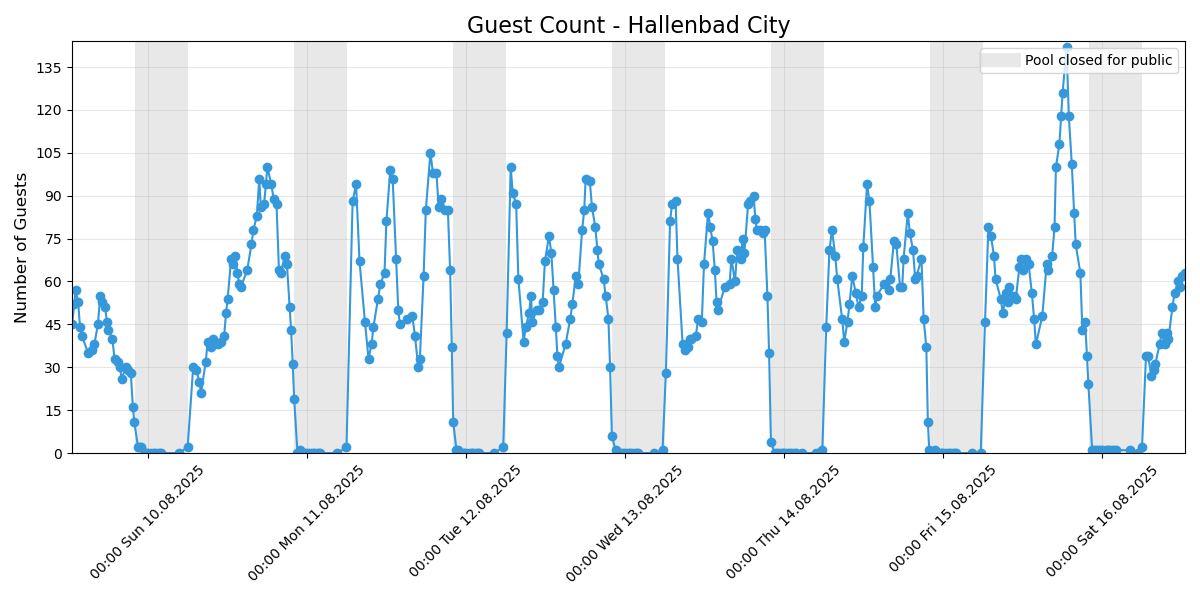 Guest Count - Hallenbad City
Pool closed for public
Number of Guests
135
120
105
90
75
60
45
30
15
0
00:00 Sun 10.08.2025
00:00 Mon 11.08.2025
00:00 Tue 12.08.2025
00:00 Wed 13.08.2025
00:00 Thu 14.08.2025
00:00 Fri 15.08.2025
00:00 Sat 16.08.2025